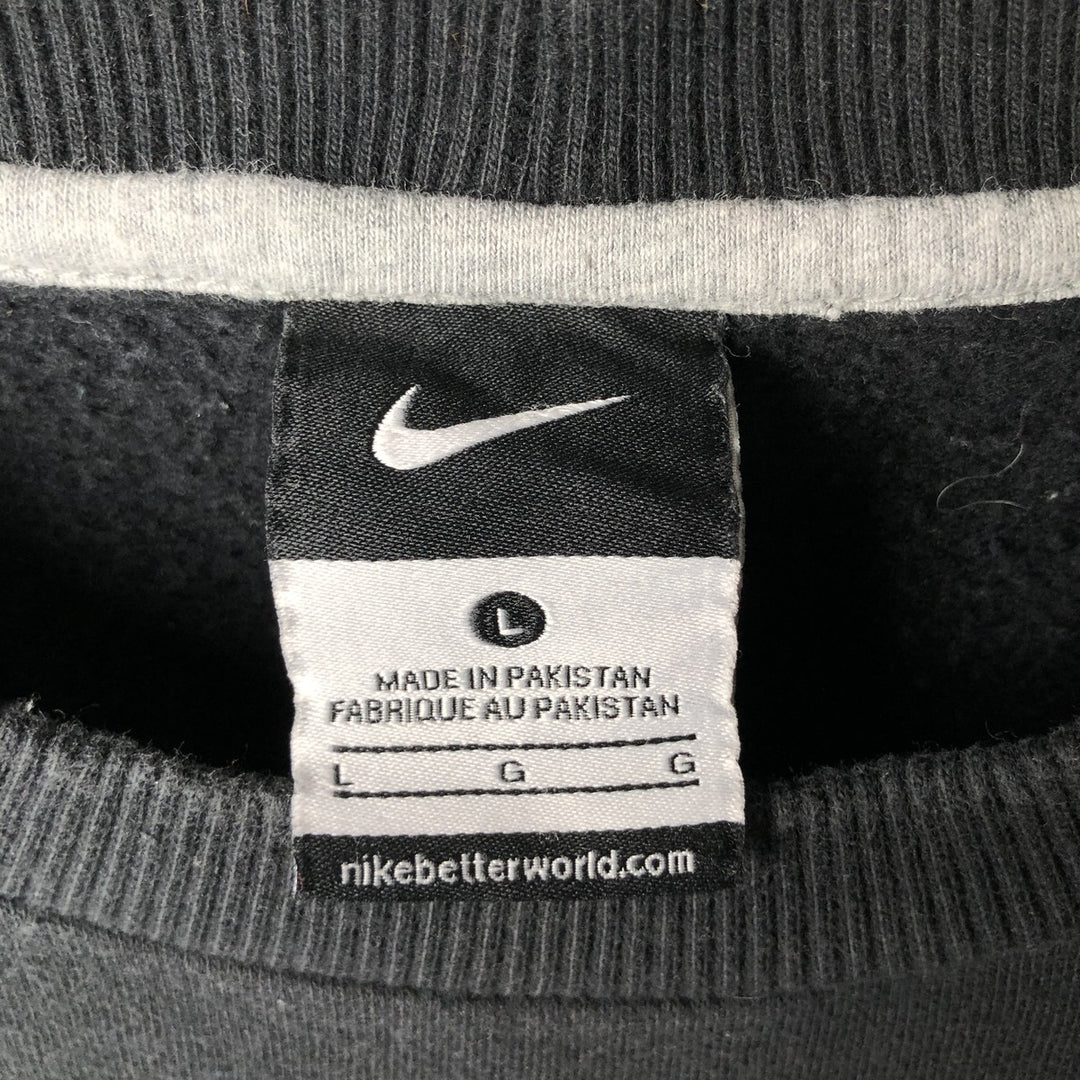 L
MADE IN PAKISTAN
FABRIQUE AU PAKISTAN
L G G
nikebetterworld.com